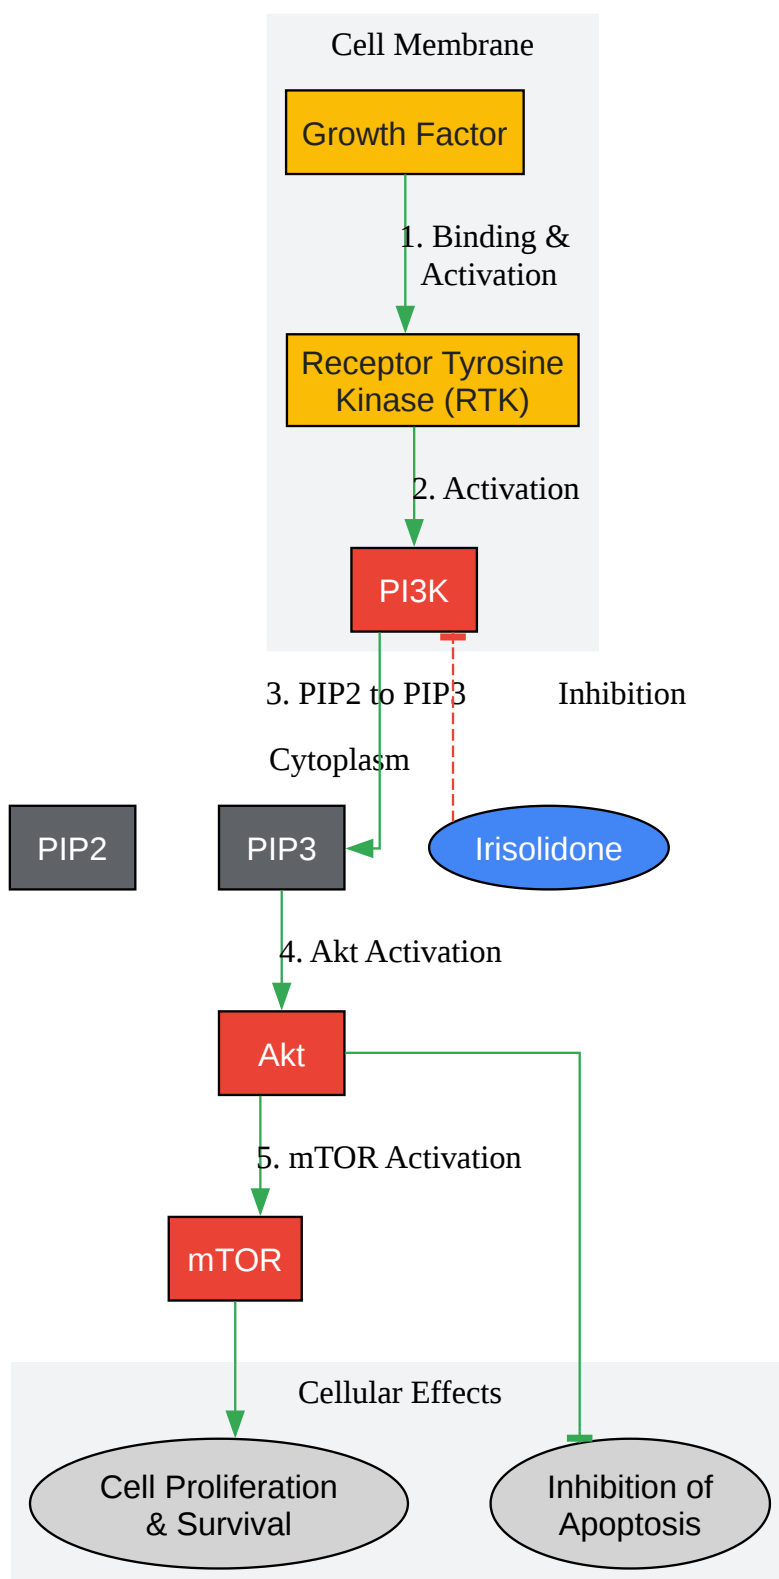 Cell Membrane
Growth Factor
1. Binding &
Activation
Receptor Tyrosine
Kinase (RTK)
2. Activation
PI3K
3. PIP2 to PIP3
Inhibition
Cytoplasm
PIP2
PIP3
Irisolidone
4. Akt Activation
Akt
5. mTOR Activation
mTOR
Cellular Effects
Cell Proliferation
& Survival
Inhibition of
Apoptosis